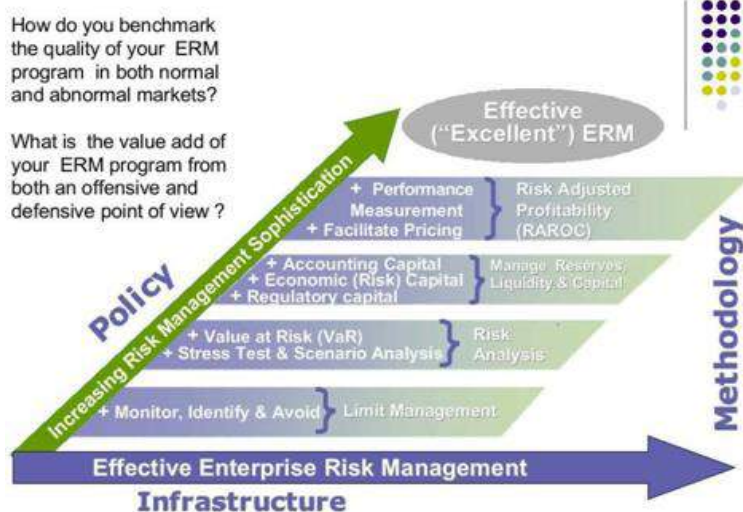 How do you benchmark
the quality of your ERM
program in both normal
and abnormal markets?
What is the value add of
your ERM program from
both an offensive and
defensive point of view ?
Effective
("Excellent") ERM
+ Performance
Measurement
+ Facilitate Pricing
Risk Adjusted
Profitability
(RAROC)
+ Accounting Capital
+ Economic (Risk) Capital
+ Regulatory capital
Manage Reserves,
Liquidity & Capital
+ Value at Risk (VaR)
+ Stress Test & Scenario Analysis
Risk
Analysis
+ Monitor, Identify & Avoid
Limit Management
Policy
Increasing Risk Management Sophistication
Methodology
Effective Enterprise Risk Management
Infrastructure